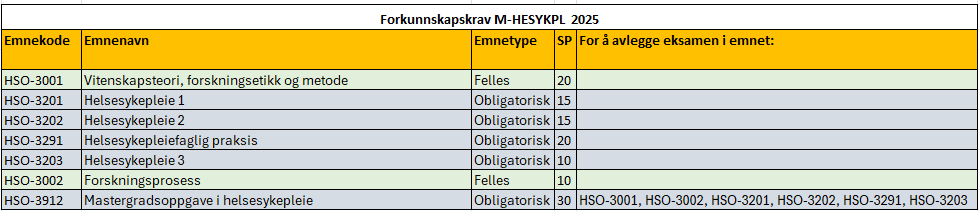 Forkunnskapskrav M-HESYKPL 2025
Emnekode Emnenavn Emnetype SP For å avlegge eksamen i emnet:
HSO-3001 Vitenskapsteori, forskningsetikk og metode Felles 20
HSO-3201 Helsesykepleie 1 Obligatorisk 15
HSO-3202 Helsesykepleie 2 Obligatorisk 15
HSO-3291 Helsesykepleiefaglig praksis Obligatorisk 20
HSO-3203 Helsesykepleie 3 Obligatorisk 10
HSO-3002 Forskningsprosess Felles 10
HSO-3912 Mastergradsoppgave i helsesykepleie Obligatorisk 30 HSO-3001, HSO-3002, HSO-3201, HSO-3202, HSO-3291, HSO-3203